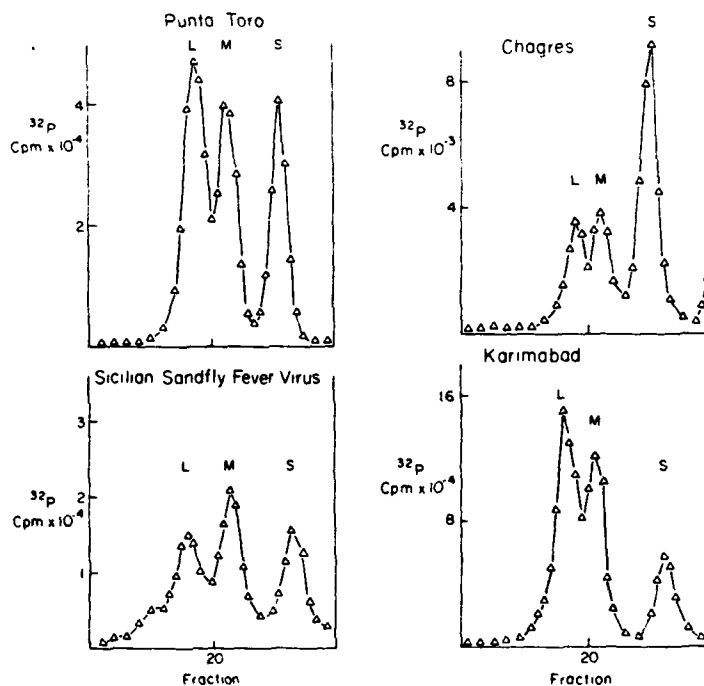 Punta Toro
L M S
4
32P
Cpm x 10-4
2
Chagres
S
8
32P
Cpm x 10-3
L M
4
Sicilian Sandfly Fever Virus
3
L M S
2
32P
Cpm x 10-4
1
20
Fraction
Karimabad
16
L
M
32P
Cpm x 10-4
S
8
20
Fraction